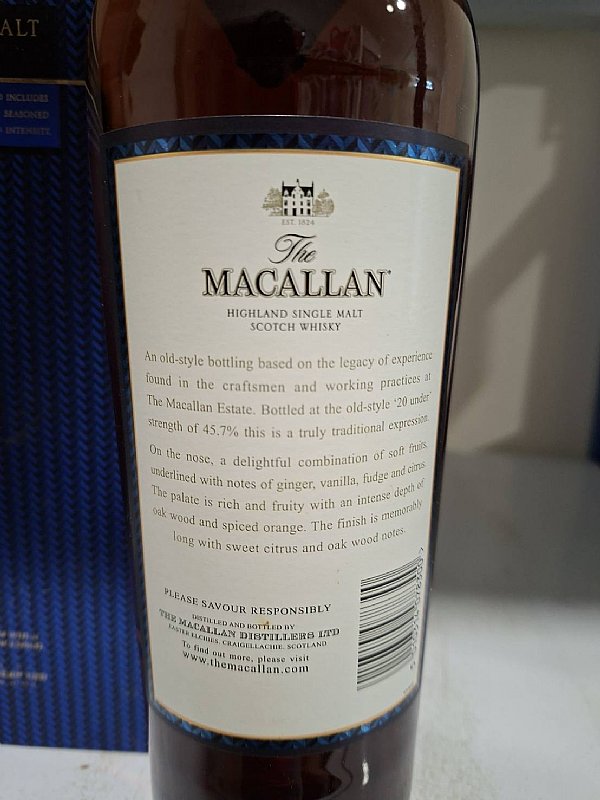 ALT
INCLUDES
SEASONED
INTENSITY
EST. 1824
The
MACALLAN
HIGHLAND SINGLE MALT
SCOTCH WHISKY
An old-style bottling based on the legacy of experience
found in the craftsmen and working practices at
The Macallan Estate. Bottled at the old-style '20 under'
strength of 45.7% this is a truly traditional expression.
On the nose, a delightful combination of soft fruits,
underlined with notes of ginger, vanilla, fudge and citrus.
The palate is rich and fruity with an intense depth of
oak wood and spiced orange. The finish is memorably
long with sweet citrus and oak wood notes.
PLEASE SAVOUR RESPONSIBLY
DISTILLED AND BOTTLED BY
THE MACALLAN DISTILLERS LTD
EASTER ELCHIES, CRAIGELLACHIE, SCOTLAND
To find out more, please visit
www.themacallan.com